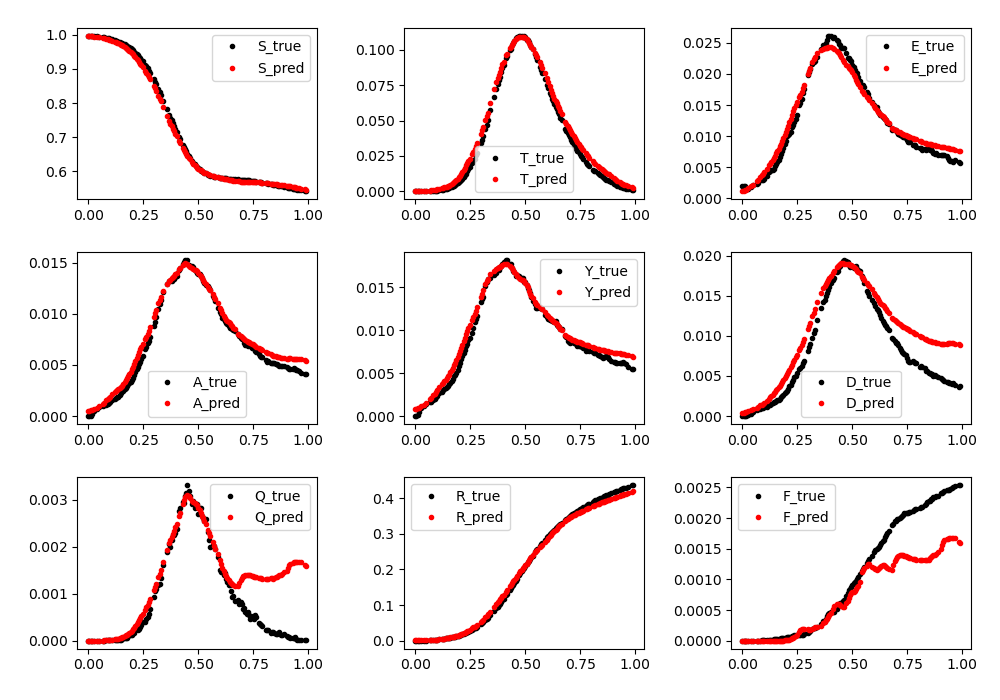 1.0
0.9
0.8
0.7
0.6
S_true
S_pred
0.00 0.25 0.50 0.75 1.00
0.100
0.075
0.050
0.025
0.000
T_true
T_pred
0.00 0.25 0.50 0.75 1.00
0.025
0.020
0.015
0.010
0.005
0.000
E_true
E_pred
0.00 0.25 0.50 0.75 1.00
0.015
0.010
0.005
0.000
A_true
A_pred
0.00 0.25 0.50 0.75 1.00
0.015
0.010
0.005
0.000
Y_true
Y_pred
0.00 0.25 0.50 0.75 1.00
0.020
0.015
0.010
0.005
0.000
D_true
D_pred
0.00 0.25 0.50 0.75 1.00
0.003
0.002
0.001
0.000
Q_true
Q_pred
0.00 0.25 0.50 0.75 1.00
0.4
0.3
0.2
0.1
0.0
R_true
R_pred
0.00 0.25 0.50 0.75 1.00
0.0025
0.0020
0.0015
0.0010
0.0005
0.0000
F_true
F_pred
0.00 0.25 0.50 0.75 1.00